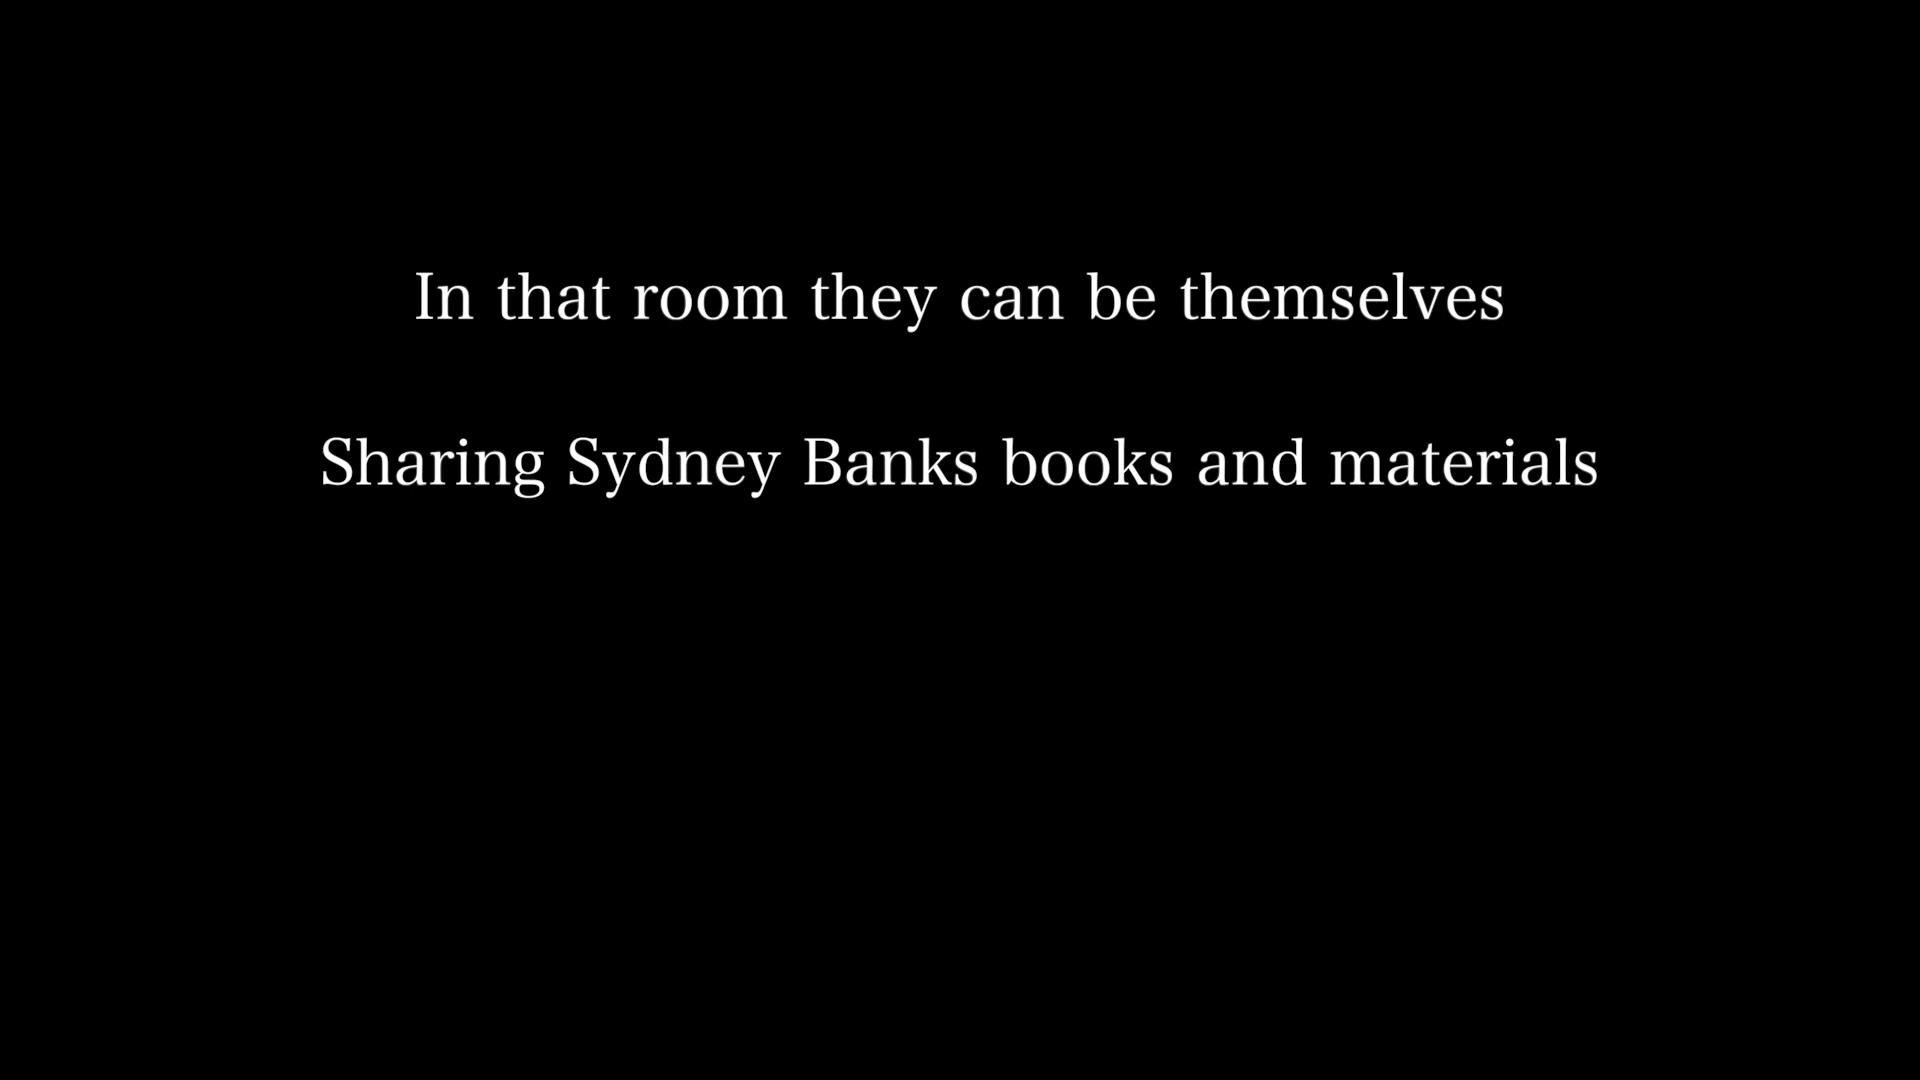 In that room they can be themselves
Sharing Sydney Banks books and materials